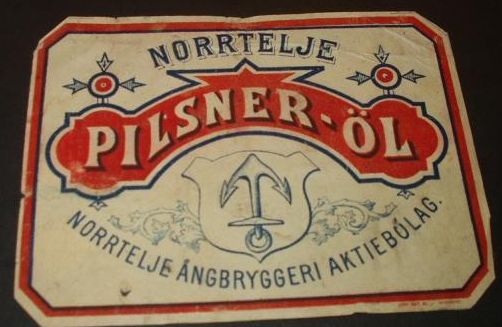 NORRTELJE
PILSNER-ÖL
NORRTELJE ÅNGBRYGGERI AKTIEBOLAG.